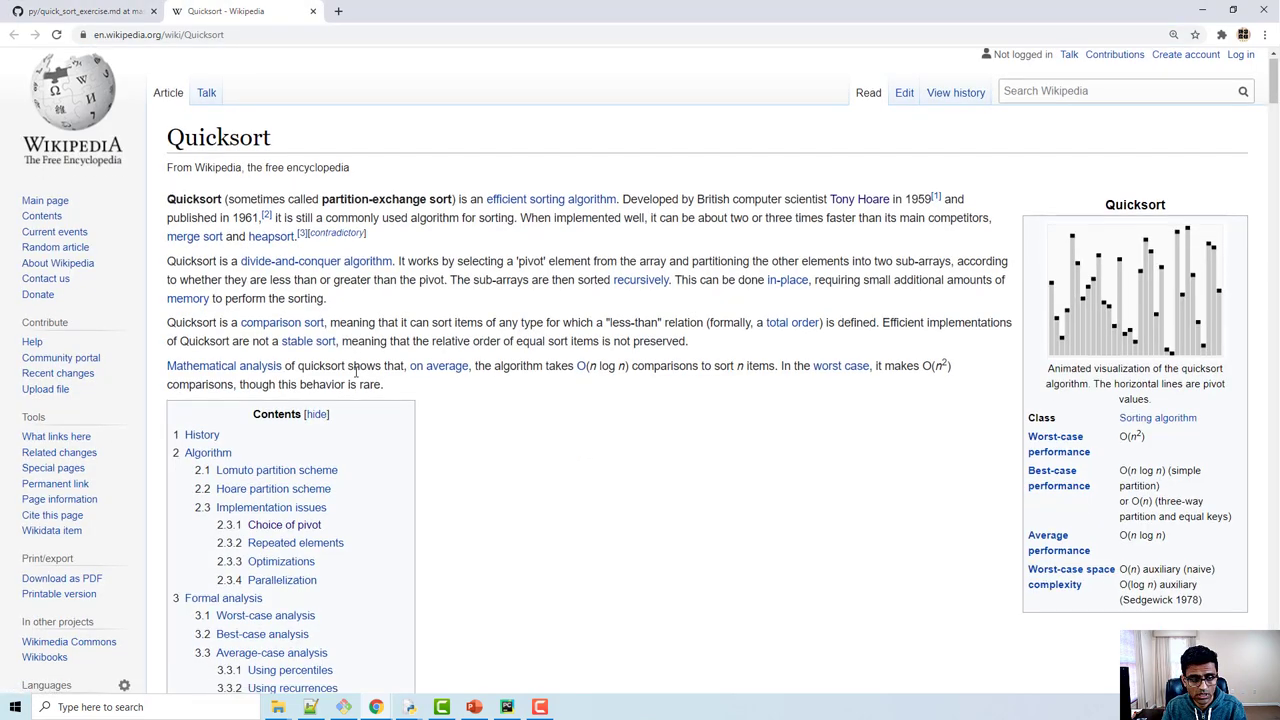 py/quick_sort_exercise.md at ma
Quicksort - Wikipedia
en.wikipedia.org/wiki/Quicksort
Not logged in Talk Contributions Create account Log in
Article Talk
Read Edit View history
Search Wikipedia
WIKIPEDIA
The Free Encyclopedia
Main page
Contents
Current events
Random article
About Wikipedia
Contact us
Donate
Contribute
Help
Community portal
Recent changes
Upload file
Tools
What links here
Related changes
Special pages
Permanent link
Page information
Cite this page
Wikidata item
Print/export
Download as PDF
Printable version
In other projects
Wikimedia Commons
Wikibooks
Languages
Quicksort
From Wikipedia, the free encyclopedia
Quicksort (sometimes called partition-exchange sort) is an efficient sorting algorithm. Developed by British computer scientist Tony Hoare in 1959[1] and
published in 1961,[2] it is still a commonly used algorithm for sorting. When implemented well, it can be about two or three times faster than its main competitors,
merge sort and heapsort.[3][contradictory]
Quicksort is a divide-and-conquer algorithm. It works by selecting a 'pivot' element from the array and partitioning the other elements into two sub-arrays, according
to whether they are less than or greater than the pivot. The sub-arrays are then sorted recursively. This can be done in-place, requiring small additional amounts of
memory to perform the sorting.
Quicksort is a comparison sort, meaning that it can sort items of any type for which a "less-than" relation (formally, a total order) is defined. Efficient implementations
of Quicksort are not a stable sort, meaning that the relative order of equal sort items is not preserved.
Mathematical analysis of quicksort shows that, on average, the algorithm takes O(n log n) comparisons to sort n items. In the worst case, it makes O(n²)
comparisons, though this behavior is rare.
Contents [hide]
1 History
2 Algorithm
2.1 Lomuto partition scheme
2.2 Hoare partition scheme
2.3 Implementation issues
2.3.1 Choice of pivot
2.3.2 Repeated elements
2.3.3 Optimizations
2.3.4 Parallelization
3 Formal analysis
3.1 Worst-case analysis
3.2 Best-case analysis
3.3 Average-case analysis
3.3.1 Using percentiles
3.3.2 Using recurrences
Quicksort
Animated visualization of the quicksort
algorithm. The horizontal lines are pivot
values.
Class Sorting algorithm
Worst-case O(n²)
performance
Best-case O(n log n) (simple
performance partition)
or O(n) (three-way
partition and equal keys)
Average O(n log n)
performance
Worst-case space O(n) auxiliary (naive)
complexity O(log n) auxiliary
(Sedgewick 1978)
Type here to search